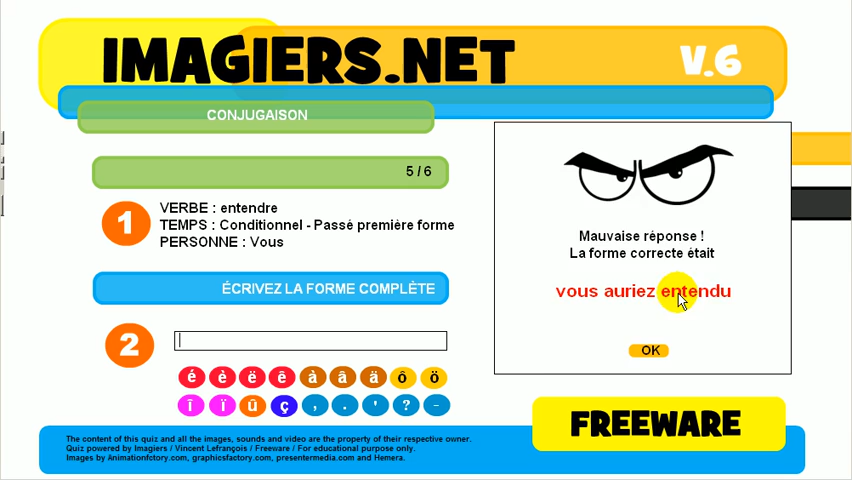 IMAGIERS.NET
V.6
CONJUGAISON
5 / 6
1
VERBE : entendre
TEMPS : Conditionnel - Passé première forme
PERSONNE : Vous
ÉCRIVEZ LA FORME COMPLÈTE
2
é è ë ê à â ä ô ö
î ï û ç , . ' ? -
Mauvaise réponse !
La forme correcte était
vous auriez entendu
OK
FREEWARE
The content of this quiz and all the images, sounds and video are the property of their respective owner.
Quiz powered by Imagiers / Vincent Lefrançois / Freeware / For educational purpose only.
Images by Animationfctory.com, graphicsfactory.com, presentermedia.com and Hemera.